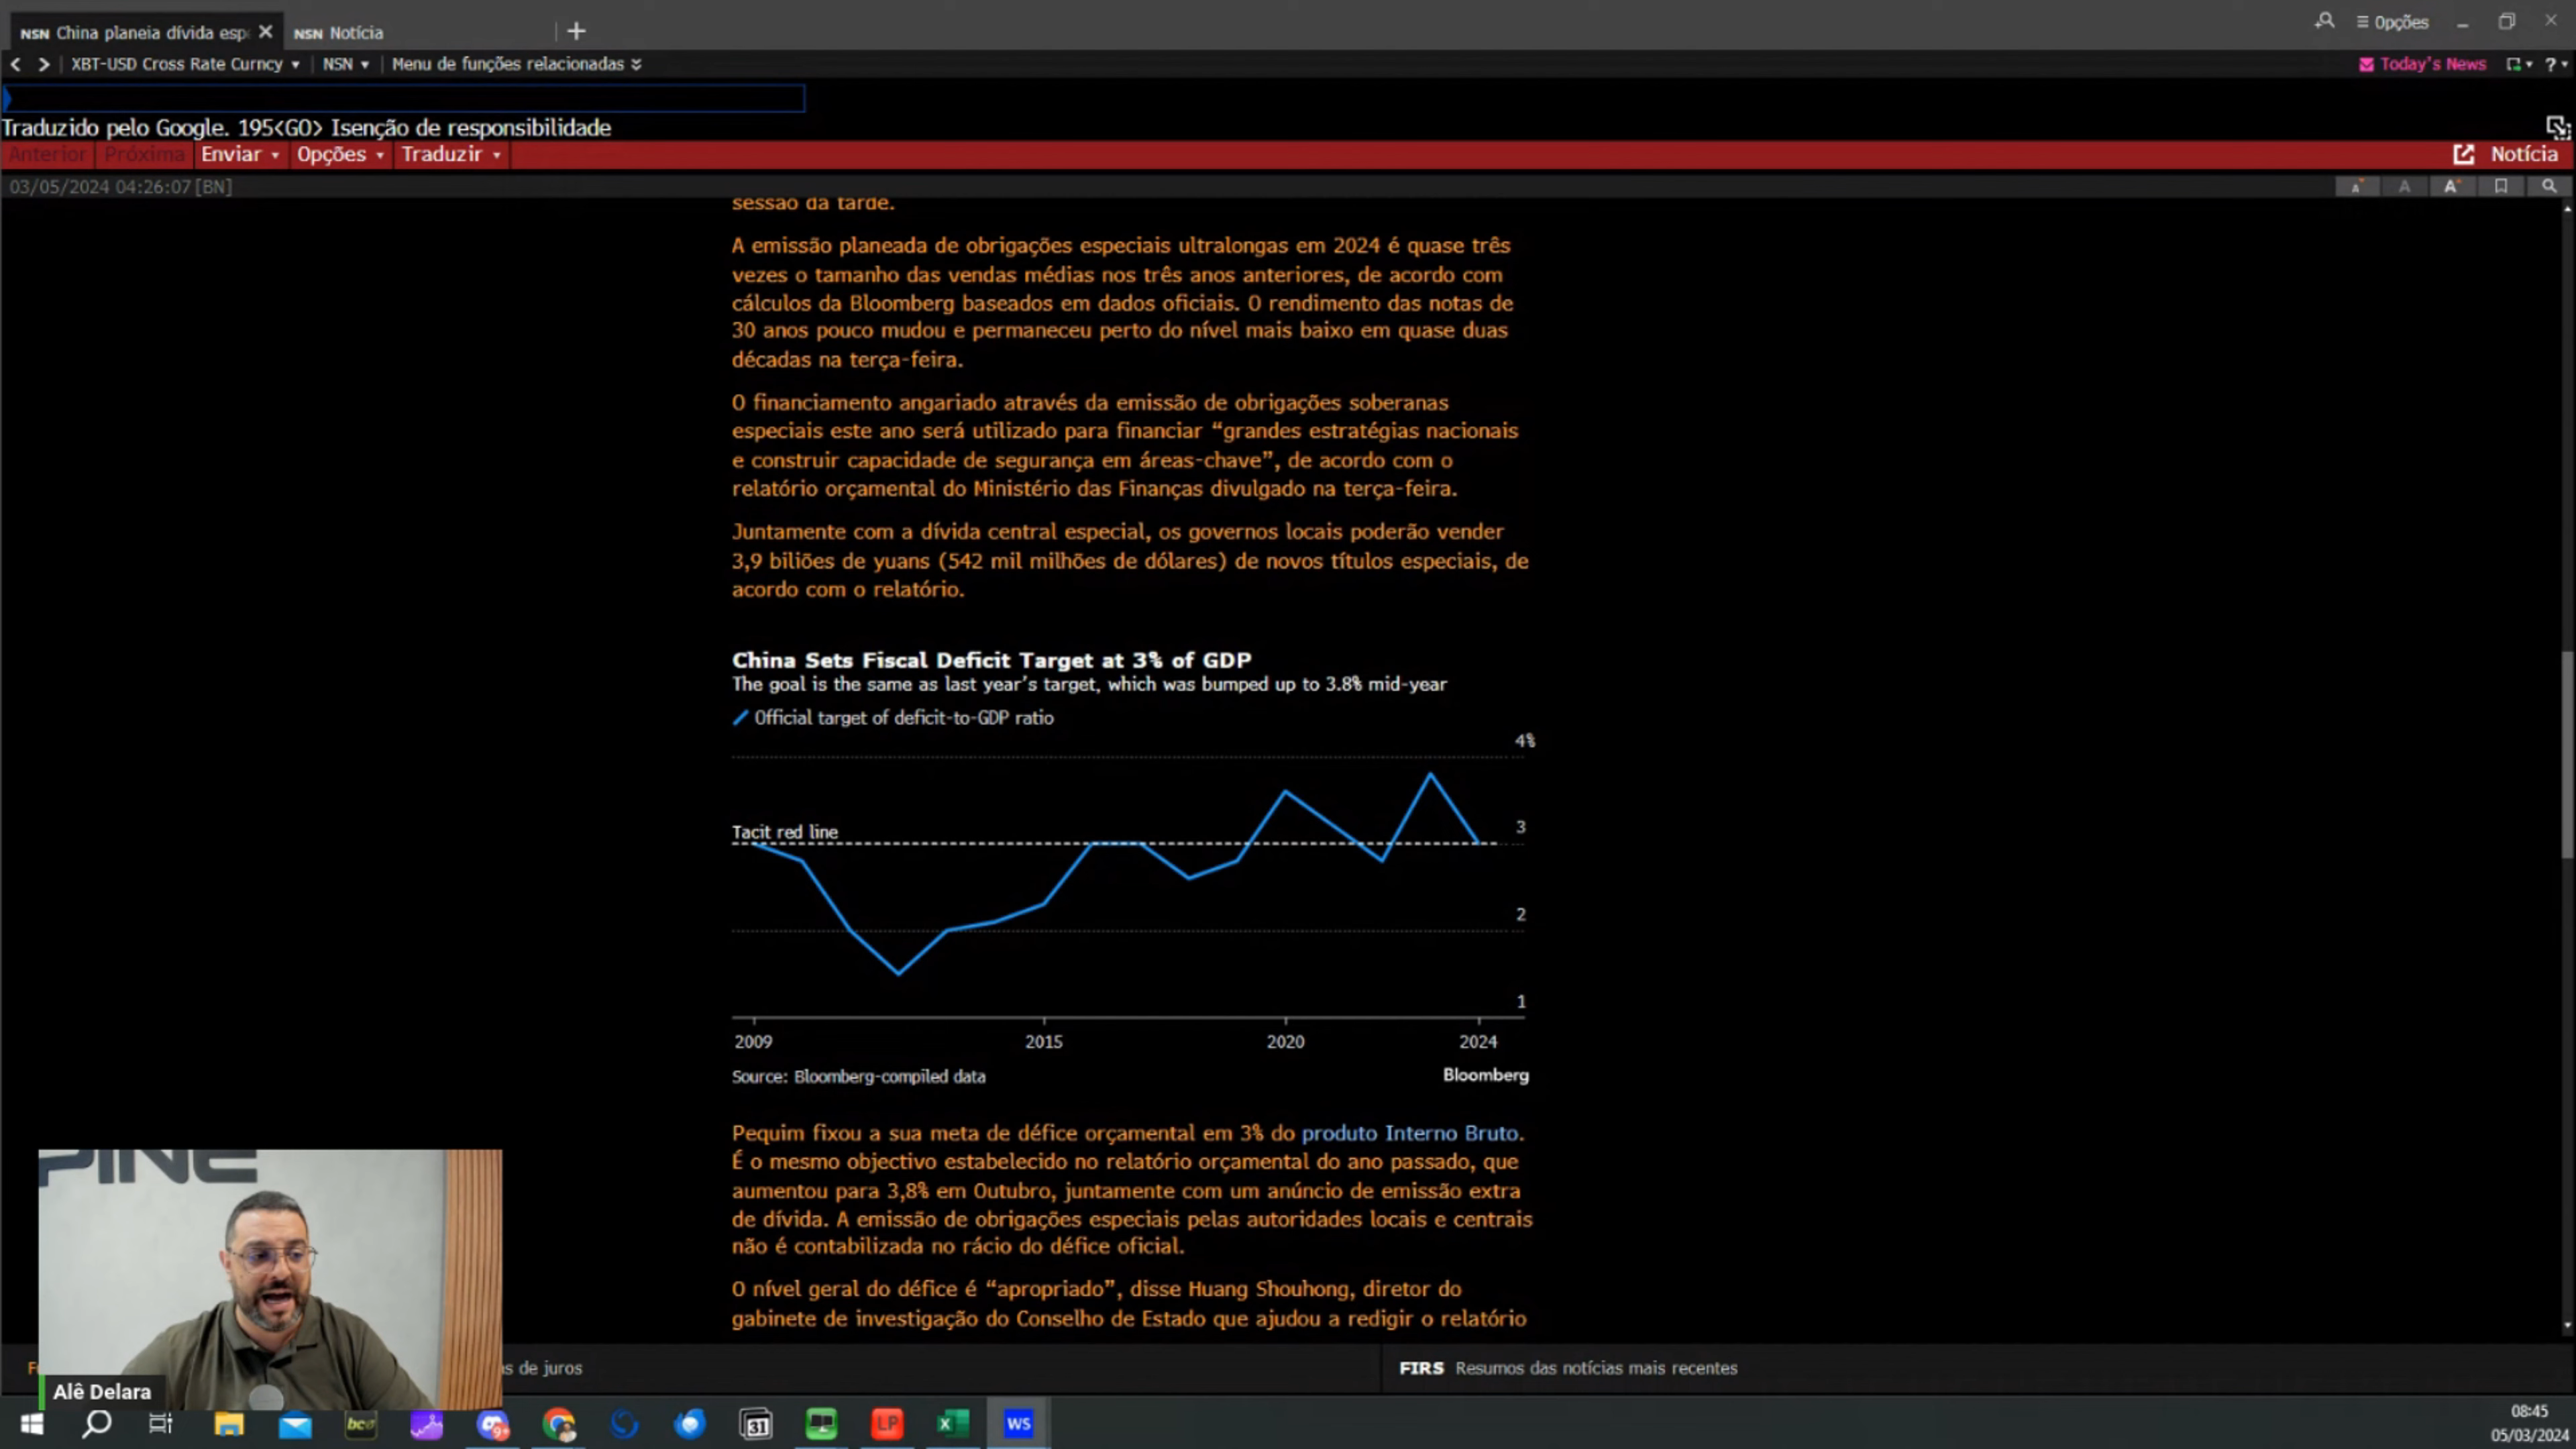 NSN China planeia dívida esp
NSN Notícia
Opções
XBT-USD Cross Rate Curncy
NSN
Menu de funções relacionadas
Today's News
?
Traduzido pelo Google. 195<GO> Isenção de responsibilidade
Anterior
Próxima
Enviar
Opções
Traduzir
Notícia
03/05/2024 04:26:07 [BN]
A
A
A
sessão da tarde.
A emissão planeada de obrigações especiais ultralongas em 2024 é quase três
vezes o tamanho das vendas médias nos três anos anteriores, de acordo com
cálculos da Bloomberg baseados em dados oficiais. O rendimento das notas de
30 anos pouco mudou e permaneceu perto do nível mais baixo em quase duas
décadas na terça-feira.
O financiamento angariado através da emissão de obrigações soberanas
especiais este ano será utilizado para financiar “grandes estratégias nacionais
e construir capacidade de segurança em áreas-chave”, de acordo com o
relatório orçamental do Ministério das Finanças divulgado na terça-feira.
Juntamente com a dívida central especial, os governos locais poderão vender
3,9 biliões de yuans (542 mil milhões de dólares) de novos títulos especiais, de
acordo com o relatório.
China Sets Fiscal Deficit Target at 3% of GDP
The goal is the same as last year’s target, which was bumped up to 3.8% mid-year
Official target of deficit-to-GDP ratio
4%
Tacit red line
3
2
1
2009
2015
2020
2024
Source: Bloomberg-compiled data
Bloomberg
Pequim fixou a sua meta de défice orçamental em 3% do produto Interno Bruto.
É o mesmo objectivo estabelecido no relatório orçamental do ano passado, que
aumentou para 3,8% em Outubro, juntamente com um anúncio de emissão extra
de dívida. A emissão de obrigações especiais pelas autoridades locais e centrais
não é contabilizada no rácio do défice oficial.
O nível geral do défice é “apropriado”, disse Huang Shouhong, diretor do
gabinete de investigação do Conselho de Estado que ajudou a redigir o relatório
PINE
de juros
FIRS Resumos das notícias mais recentes
Alê Delara
bco
9+
31
LP
X
WS
08:45
05/03/2024